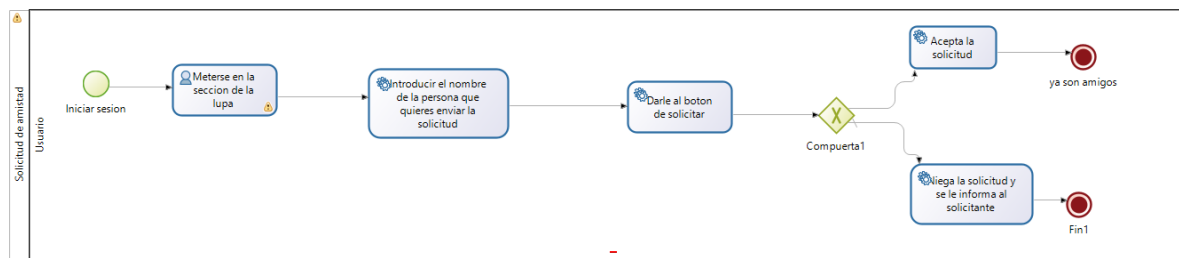 Solicitud de amistad
Usuario
Iniciar sesion
Meterse en la
seccion de la
lupa
Introducir el nombre
de la persona que
quieres enviar la
solicitud
Darle al boton
de solicitar
Compuerta1
Acepta la
solicitud
ya son amigos
Niega la solicitud y
se le informa al
solicitante
Fin1